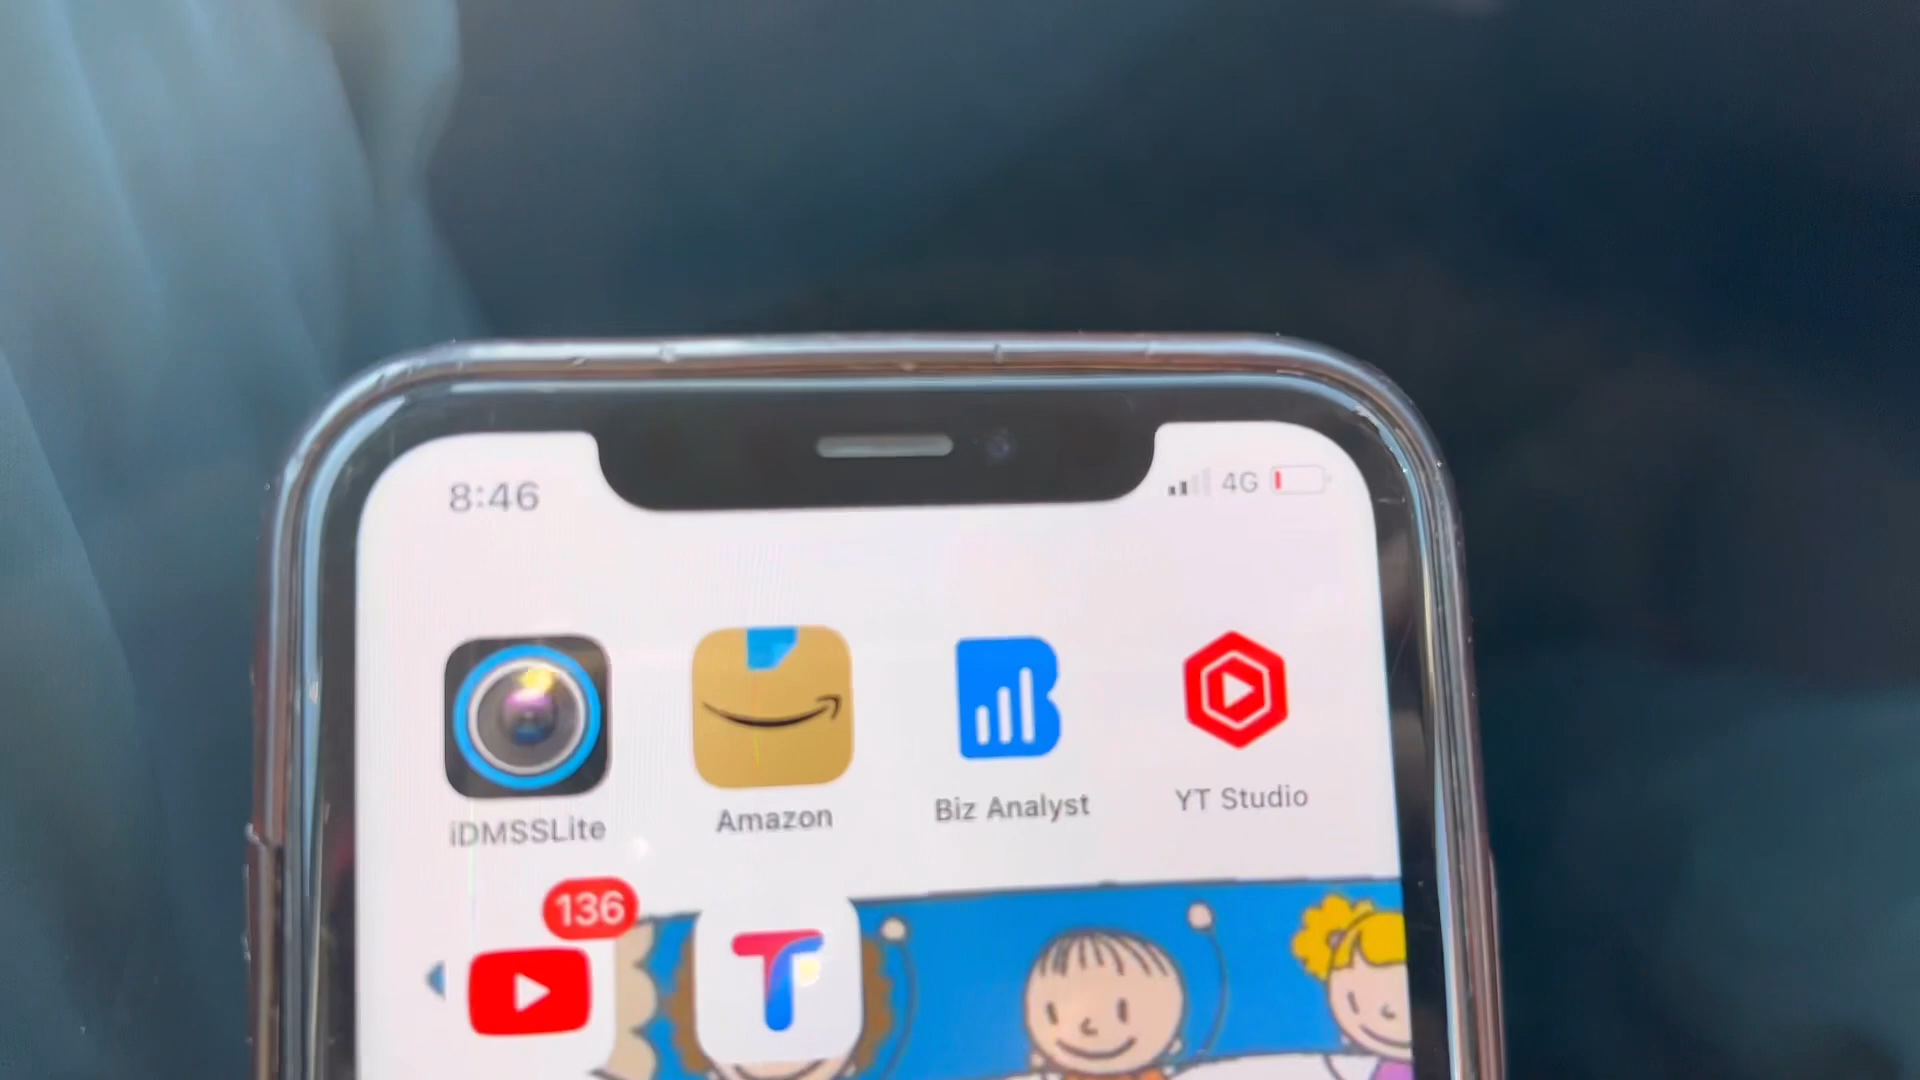 8:46
4G
iDMSSLite
Amazon
Biz Analyst
YT Studio
136